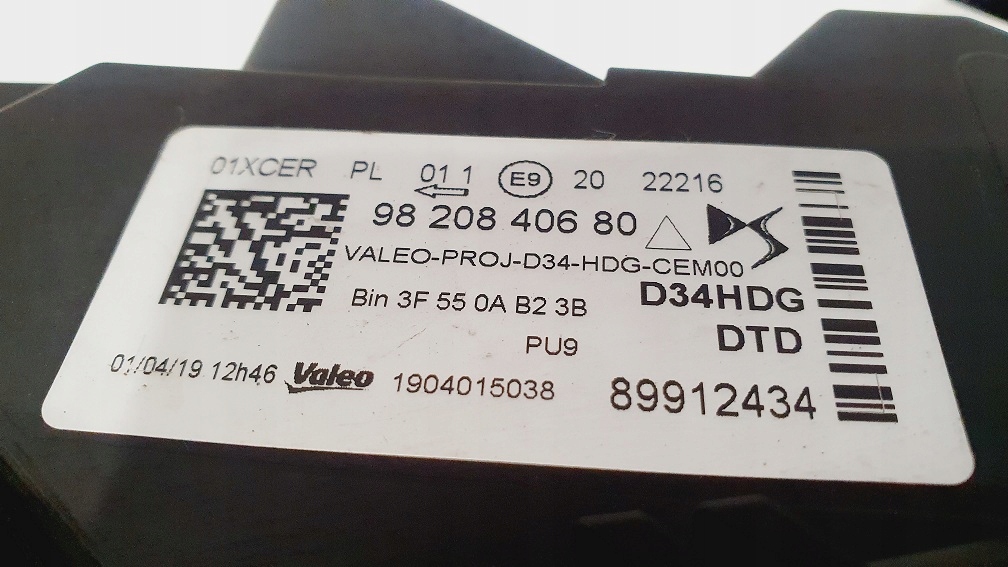 01XCER PL 01 1 E9 20 22216
98 208 406 80
VALEO-PROJ-D34-HDG-CEM00
Bin 3F 55 0A B2 3B
D34HDG
PU9
DTD
01/04/19 12h46 Valeo 1904015038
89912434